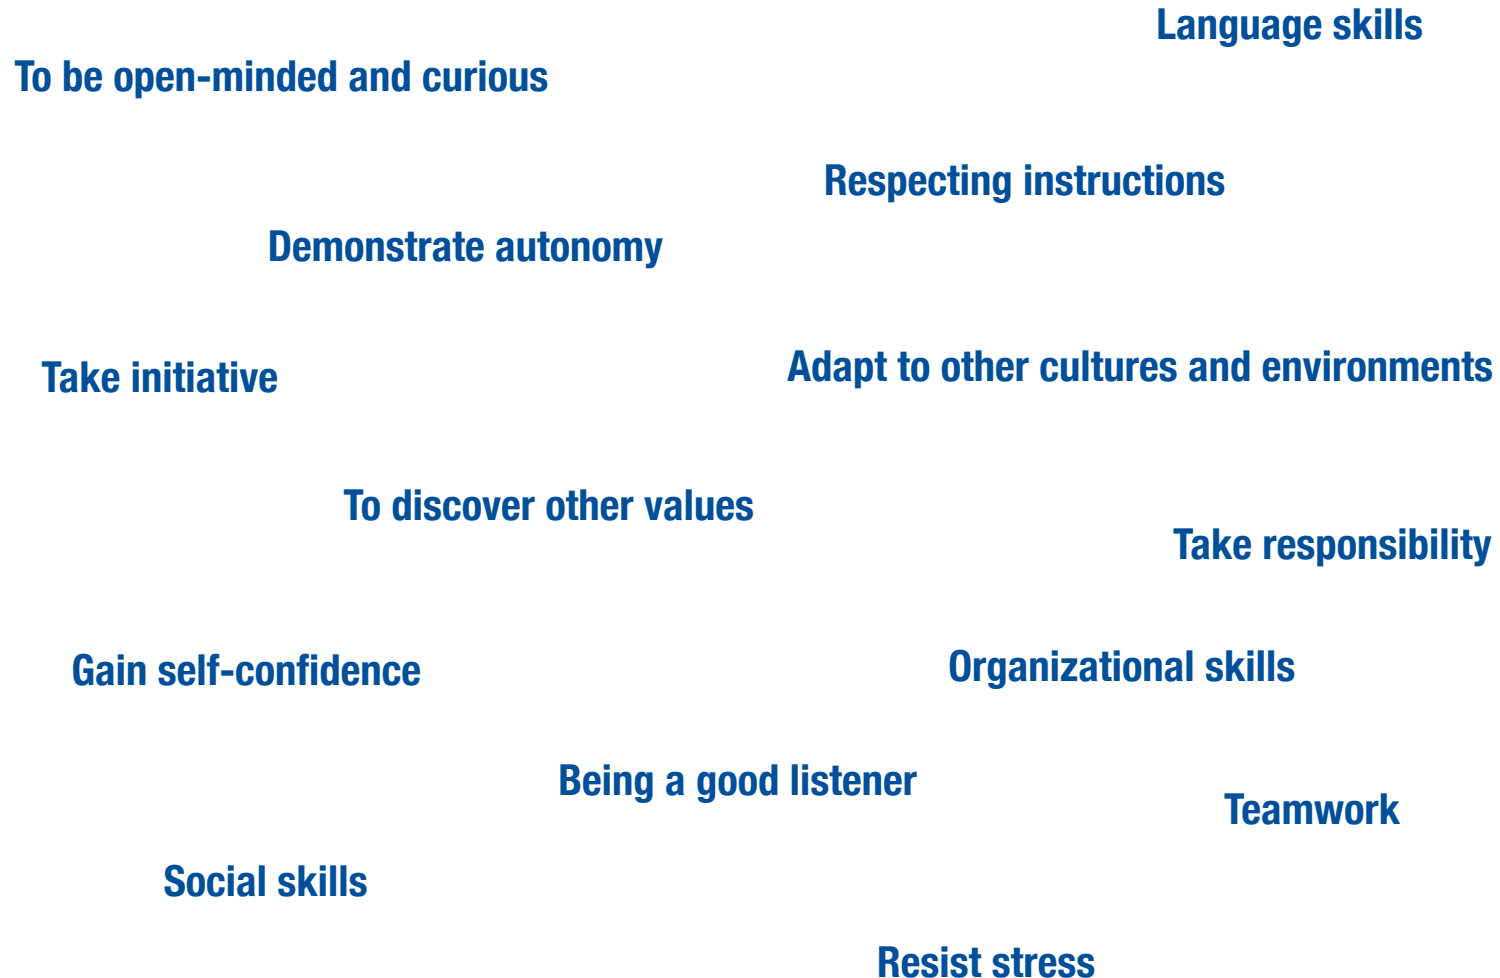 Language skills
To be open-minded and curious
Respecting instructions
Demonstrate autonomy
Adapt to other cultures and environments
Take initiative
To discover other values
Take responsibility
Organizational skills
Gain self-confidence
Being a good listener
Teamwork
Social skills
Resist stress